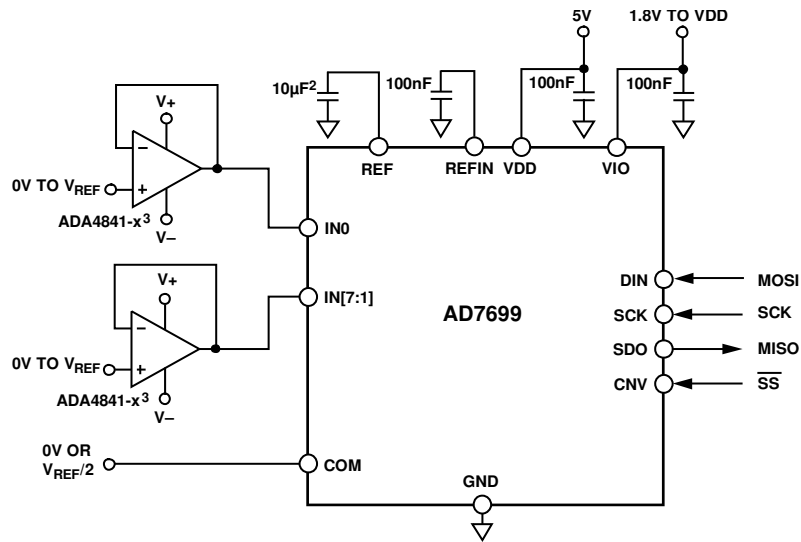 5V
1.8V TO VDD
10µF²
100nF
100nF
100nF
REF
REFIN
VDD
VIO
V+
−
+
0V TO VREF
ADA4841-x³
V−
IN0
V+
−
+
0V TO VREF
ADA4841-x³
V−
IN[7:1]
AD7699
DIN
MOSI
SCK
SCK
SDO
MISO
CNV
SS
0V OR
VREF/2
COM
GND